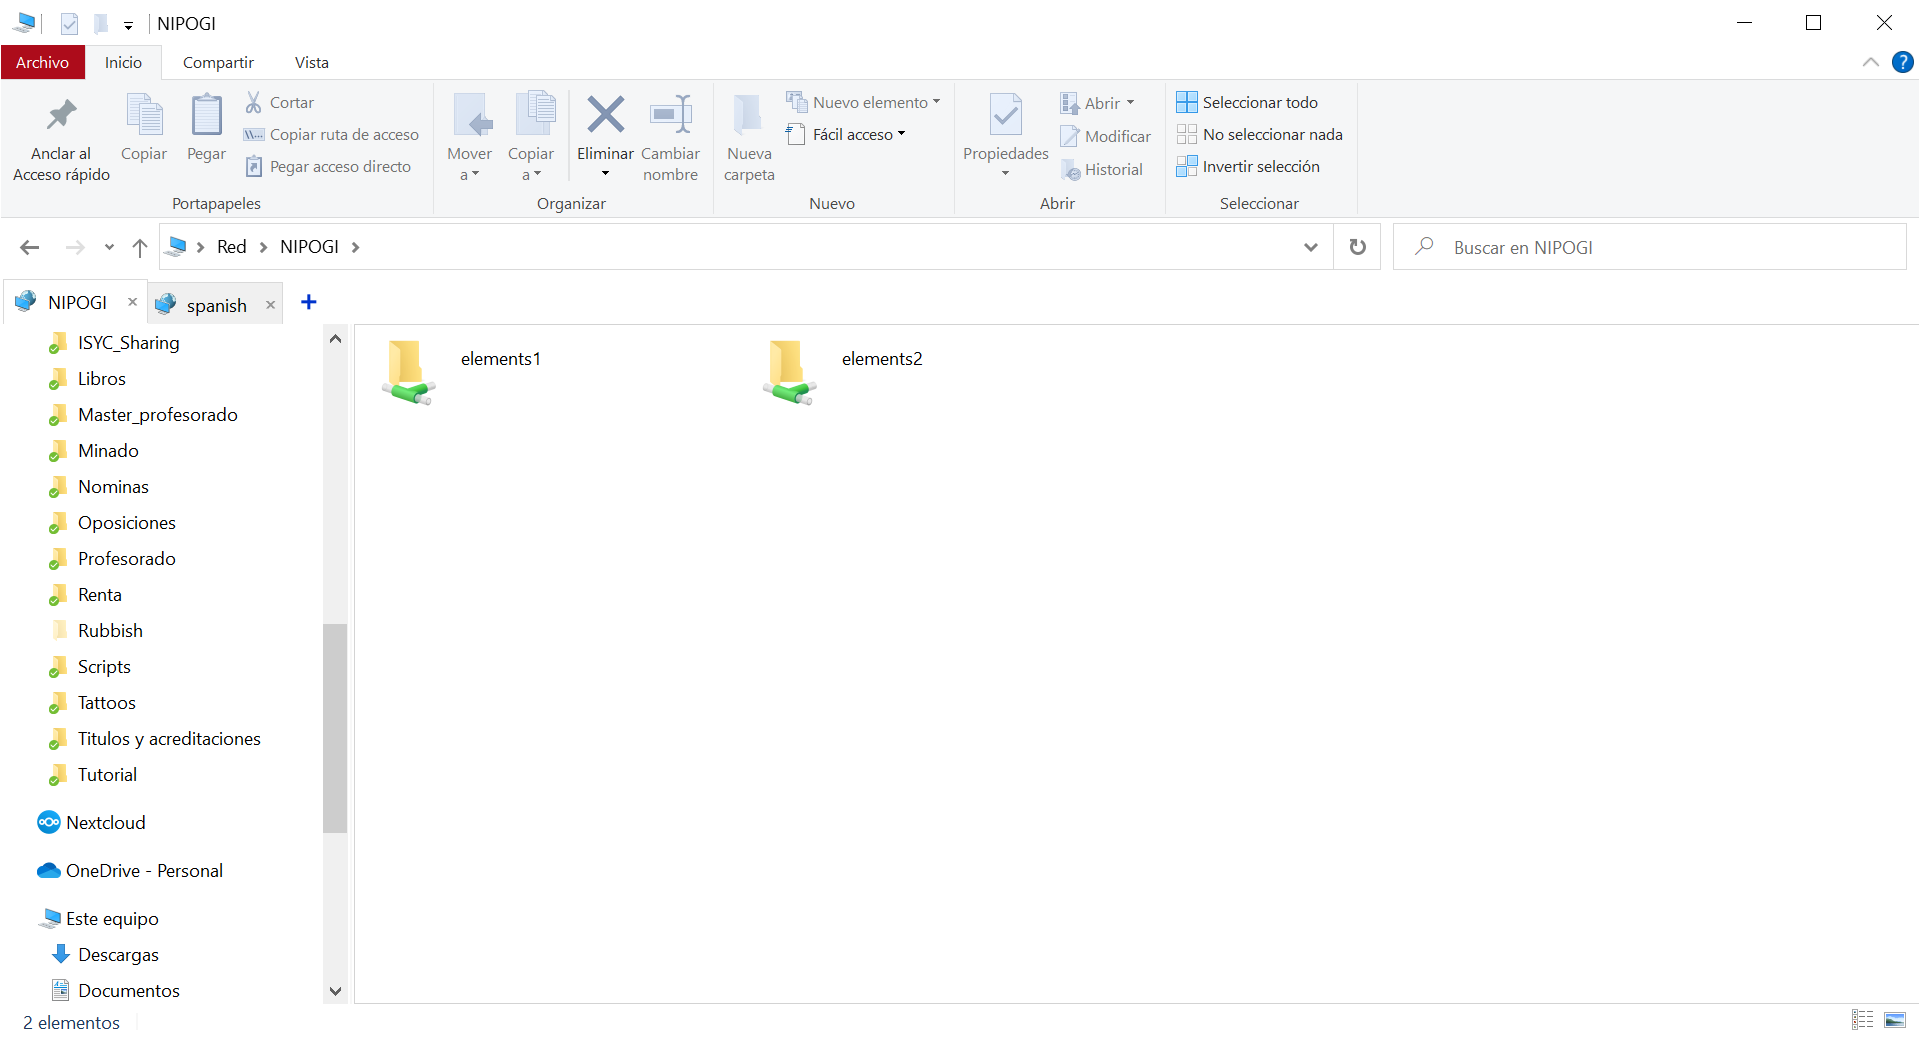 NIPOGI
Archivo Inicio Compartir Vista
?
Anclar al
Acceso rápido
Copiar
Pegar
Cortar
Copiar ruta de acceso
Pegar acceso directo
Portapapeles
Mover
a
Copiar
a
Eliminar
Cambiar
nombre
Organizar
Nueva
carpeta
Nuevo elemento
Fácil acceso
Nuevo
Propiedades
Abrir
Modificar
Historial
Abrir
Seleccionar todo
No seleccionar nada
Invertir selección
Seleccionar
Red NIPOGI
Buscar en NIPOGI
NIPOGI
spanish
ISYC_Sharing
Libros
Master_profesorado
Minado
Nominas
Oposiciones
Profesorado
Renta
Rubbish
Scripts
Tattoos
Titulos y acreditaciones
Tutorial
Nextcloud
OneDrive - Personal
Este equipo
Descargas
Documentos
elements1
elements2
2 elementos